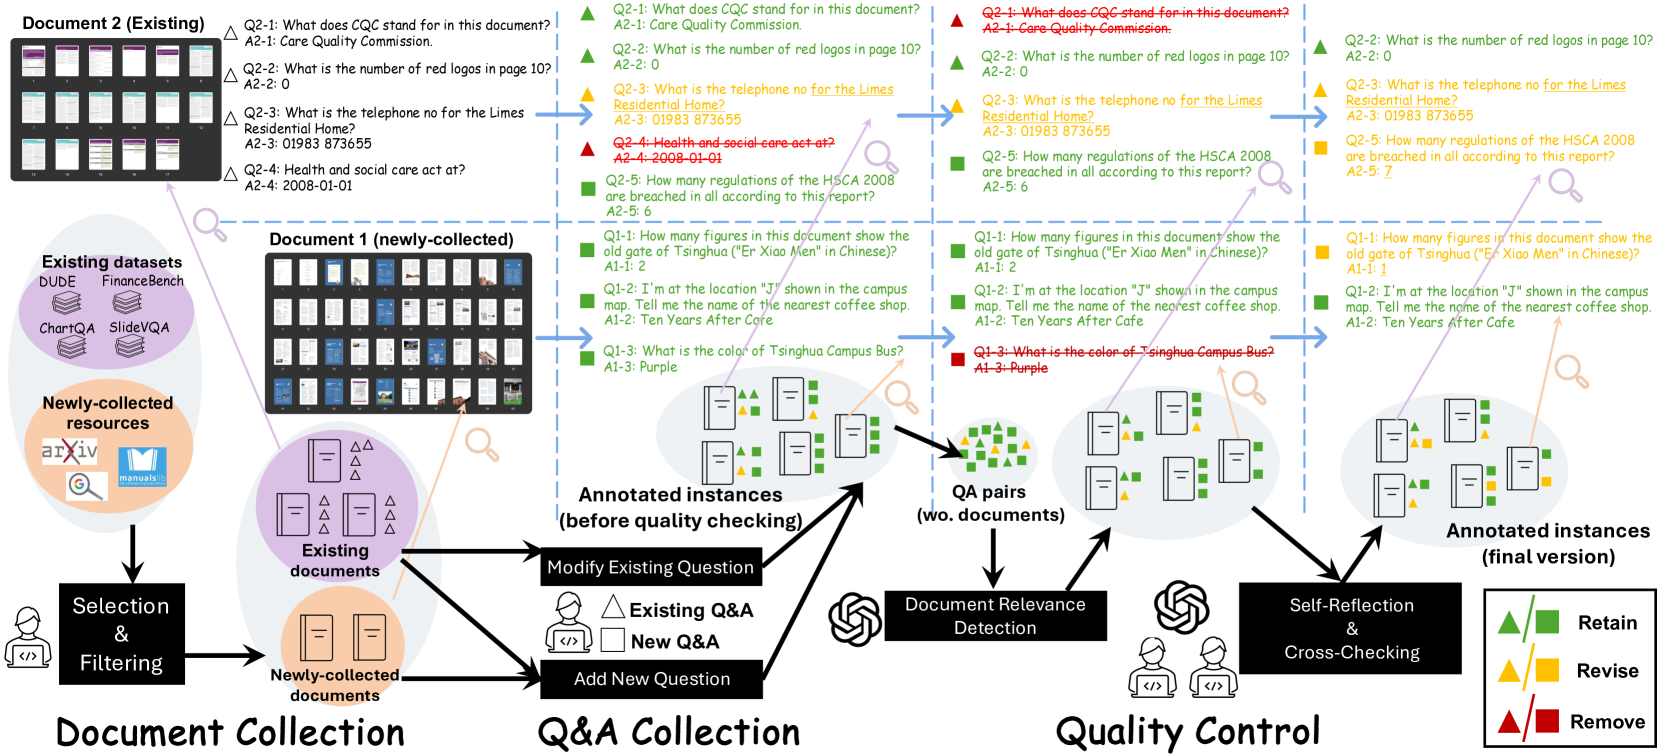 Document 2 (Existing)
Q2-1: What does CQC stand for in this document?
A2-1: Care Quality Commission.
Q2-2: What is the number of red logos in page 10?
A2-2: 0
Q2-3: What is the telephone no for the Limes
Residential Home?
A2-3: 01983 873655
Q2-4: Health and social care act at?
A2-4: 2008-01-01
Q2-1: What does CQC stand for in this document?
A2-1: Care Quality Commission.
Q2-2: What is the number of red logos in page 10?
A2-2: 0
Q2-3: What is the telephone no for the Limes
Residential Home?
A2-3: 01983 873655
Q2-4: Health and social care act at?
A2-4: 2008-01-01
Q2-5: How many regulations of the HSCA 2008
are breached in all according to this report?
A2-5: 6
Q2-1: What does CQC stand for in this document?
A2-1: Care Quality Commission.
Q2-2: What is the number of red logos in page 10?
A2-2: 0
Q2-3: What is the telephone no for the Limes
Residential Home?
A2-3: 01983 873655
Q2-5: How many regulations of the HSCA 2008
are breached in all according to this report?
A2-5: 6
Q2-2: What is the number of red logos in page 10?
A2-2: 0
Q2-3: What is the telephone no for the Limes
Residential Home?
A2-3: 01983 873655
Q2-5: How many regulations of the HSCA 2008
are breached in all according to this report?
A2-5: 7
Document 1 (newly-collected)
Q1-1: How many figures in this document show the
old gate of Tsinghua ("Er Xiao Men" in Chinese)?
A1-1: 2
Q1-2: I'm at the location "J" shown in the campus
map. Tell me the name of the nearest coffee shop.
A1-2: Ten Years After Cafe
Q1-3: What is the color of Tsinghua Campus Bus?
A1-3: Purple
Q1-1: How many figures in this document show the
old gate of Tsinghua ("Er Xiao Men" in Chinese)?
A1-1: 2
Q1-2: I'm at the location "J" shown in the campus
map. Tell me the name of the nearest coffee shop.
A1-2: Ten Years After Cafe
Q1-3: What is the color of Tsinghua Campus Bus?
A1-3: Purple
Q1-1: How many figures in this document show the
old gate of Tsinghua ("Er Xiao Men" in Chinese)?
A1-1: 1
Q1-2: I'm at the location "J" shown in the campus
map. Tell me the name of the nearest coffee shop.
A1-2: Ten Years After Cafe
Existing datasets
DUDE
FinanceBench
ChartQA
SlideVQA
Newly-collected
resources
arXiv
manualslib
Selection
&
Filtering
Existing
documents
Newly-collected
documents
Annotated instances
(before quality checking)
Modify Existing Question
Existing Q&A
New Q&A
Add New Question
QA pairs
(wo. documents)
Document Relevance
Detection
Self-Reflection
&
Cross-Checking
Annotated instances
(final version)
Retain
Revise
Remove
Document Collection
Q&A Collection
Quality Control